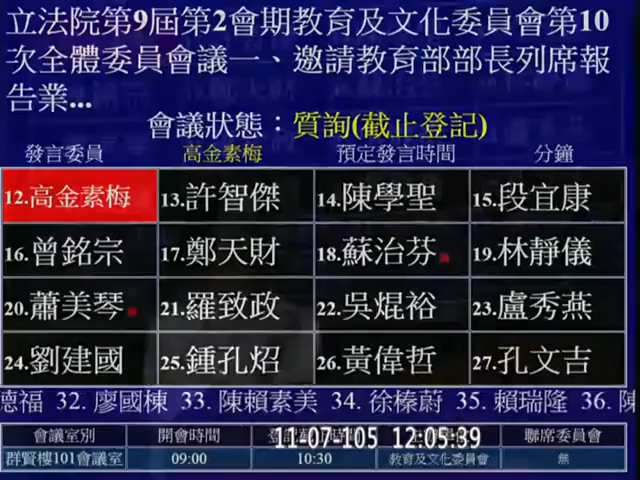 立法院第9屆第2會期教育及文化委員會第10
次全體委員會議一、邀請教育部部長列席報
告業...
會議狀態：質詢(截止登記)
發言委員 高金素梅 預定發言時間 分鐘
12.高金素梅 13.許智傑 14.陳學聖 15.段宜康
16.曾銘宗 17.鄭天財 18.蘇治芬 19.林靜儀
20.蕭美琴 21.羅致政 22.吳焜裕 23.盧秀燕
24.劉建國 25.鍾孔炤 26.黃偉哲 27.孔文吉
德福 32. 廖國棟 33. 陳賴素美 34. 徐榛蔚 35. 賴瑞隆 36. 陳
會議室別 開會時間 聯席委員會
11-07-105 12:05:39
群賢樓101會議室 09:00 10:30 教育及文化委員會 無